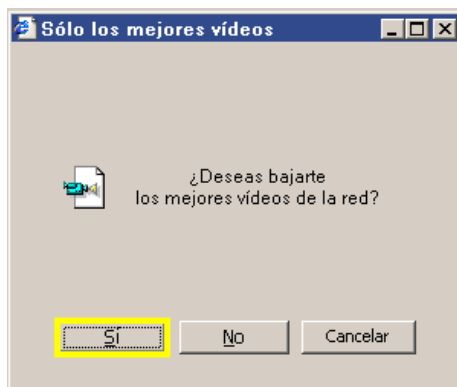 Sólo los mejores vídeos
¿Deseas bajarte
los mejores vídeos de la red?
Sí
No
Cancelar